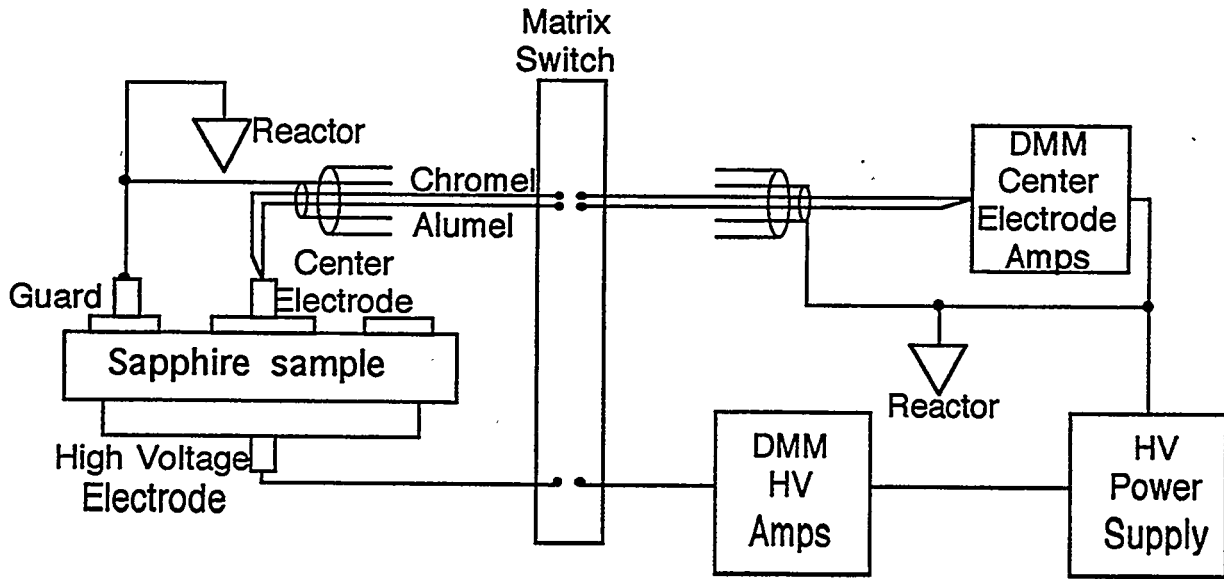 Matrix
Switch
Reactor
Chromel
Alumel
DMM
Center
Electrode
Amps
Guard
Center
Electrode
Sapphire sample
Reactor
High Voltage
Electrode
DMM
HV
Amps
HV
Power
Supply